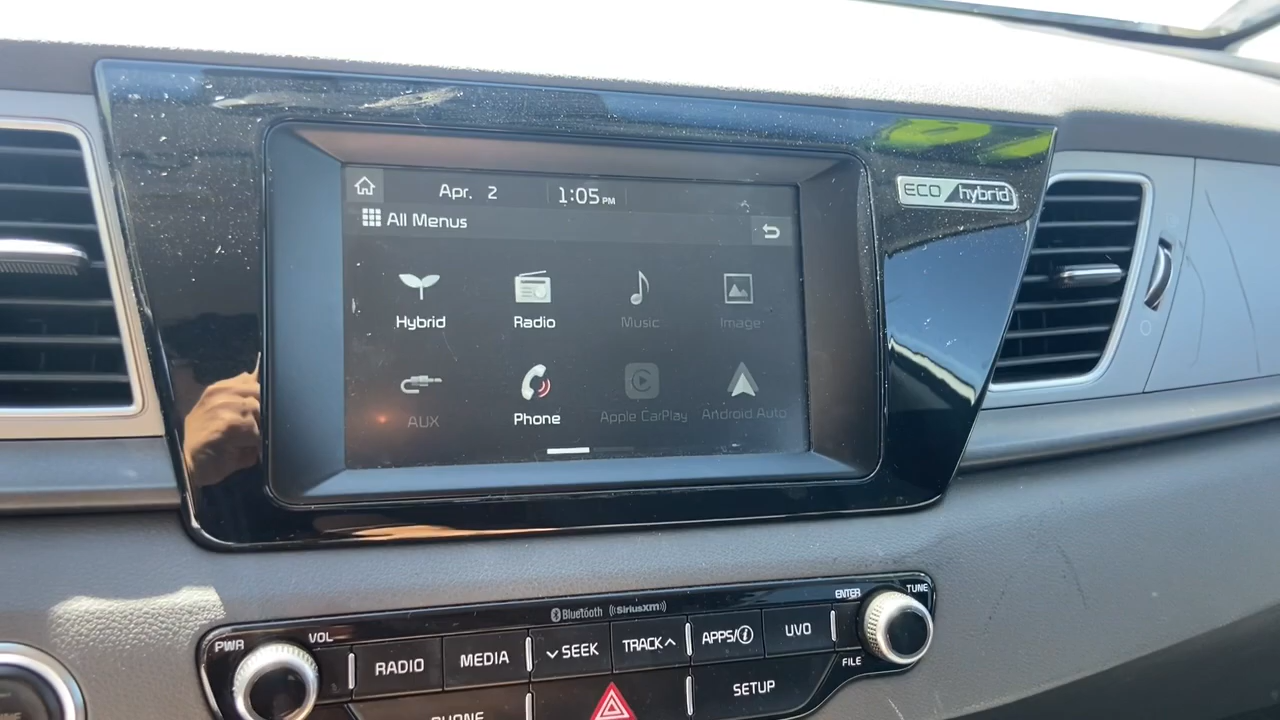 Apr. 2 1:05 PM
All Menus
Hybrid Radio Music Image
AUX Phone Apple CarPlay Android Auto
ECO hybrid
Bluetooth ((SiriusXM))
PWR VOL
ENTER TUNE
RADIO MEDIA SEEK TRACK APPS/i UVO
FILE
PHONE SETUP